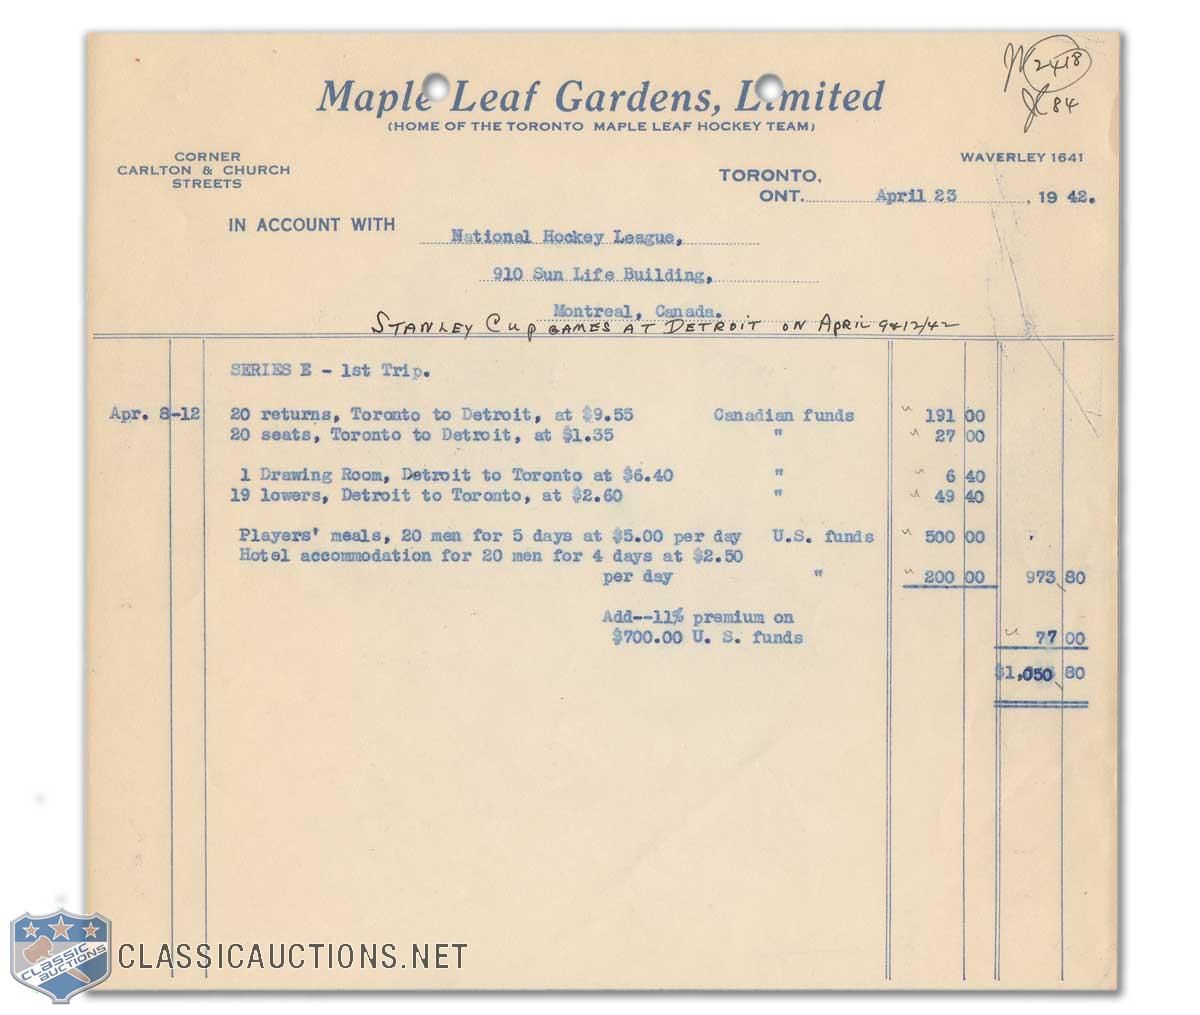 2418
84
Maple Leaf Gardens, Limited
(HOME OF THE TORONTO MAPLE LEAF HOCKEY TEAM)
CORNER
CARLTON & CHURCH
STREETS
WAVERLEY 1641
TORONTO,
ONT. April 23, 19 42.
IN ACCOUNT WITH
National Hockey League,
910 Sun Life Building,
Montreal, Canada.
STANLEY CUP GAMES AT DETROIT ON APRIL 9&12/42
SERIES E - 1st Trip.
Apr. 8-12 20 returns, Toronto to Detroit, at $9.55 Canadian funds 191 00
20 seats, Toronto to Detroit, at $1.35 " 27 00
1 Drawing Room, Detroit to Toronto at $6.40 " 6 40
19 lowers, Detroit to Toronto, at $2.60 " 49 40
Players' meals, 20 men for 5 days at $5.00 per day U.S. funds 500 00
Hotel accommodation for 20 men for 4 days at $2.50
per day " 200 00 973 80
Add--11% premium on
$700.00 U. S. funds 77 00
$1,050 80
CLASSIC
AUCTIONS
CLASSICAUCTIONS.NET